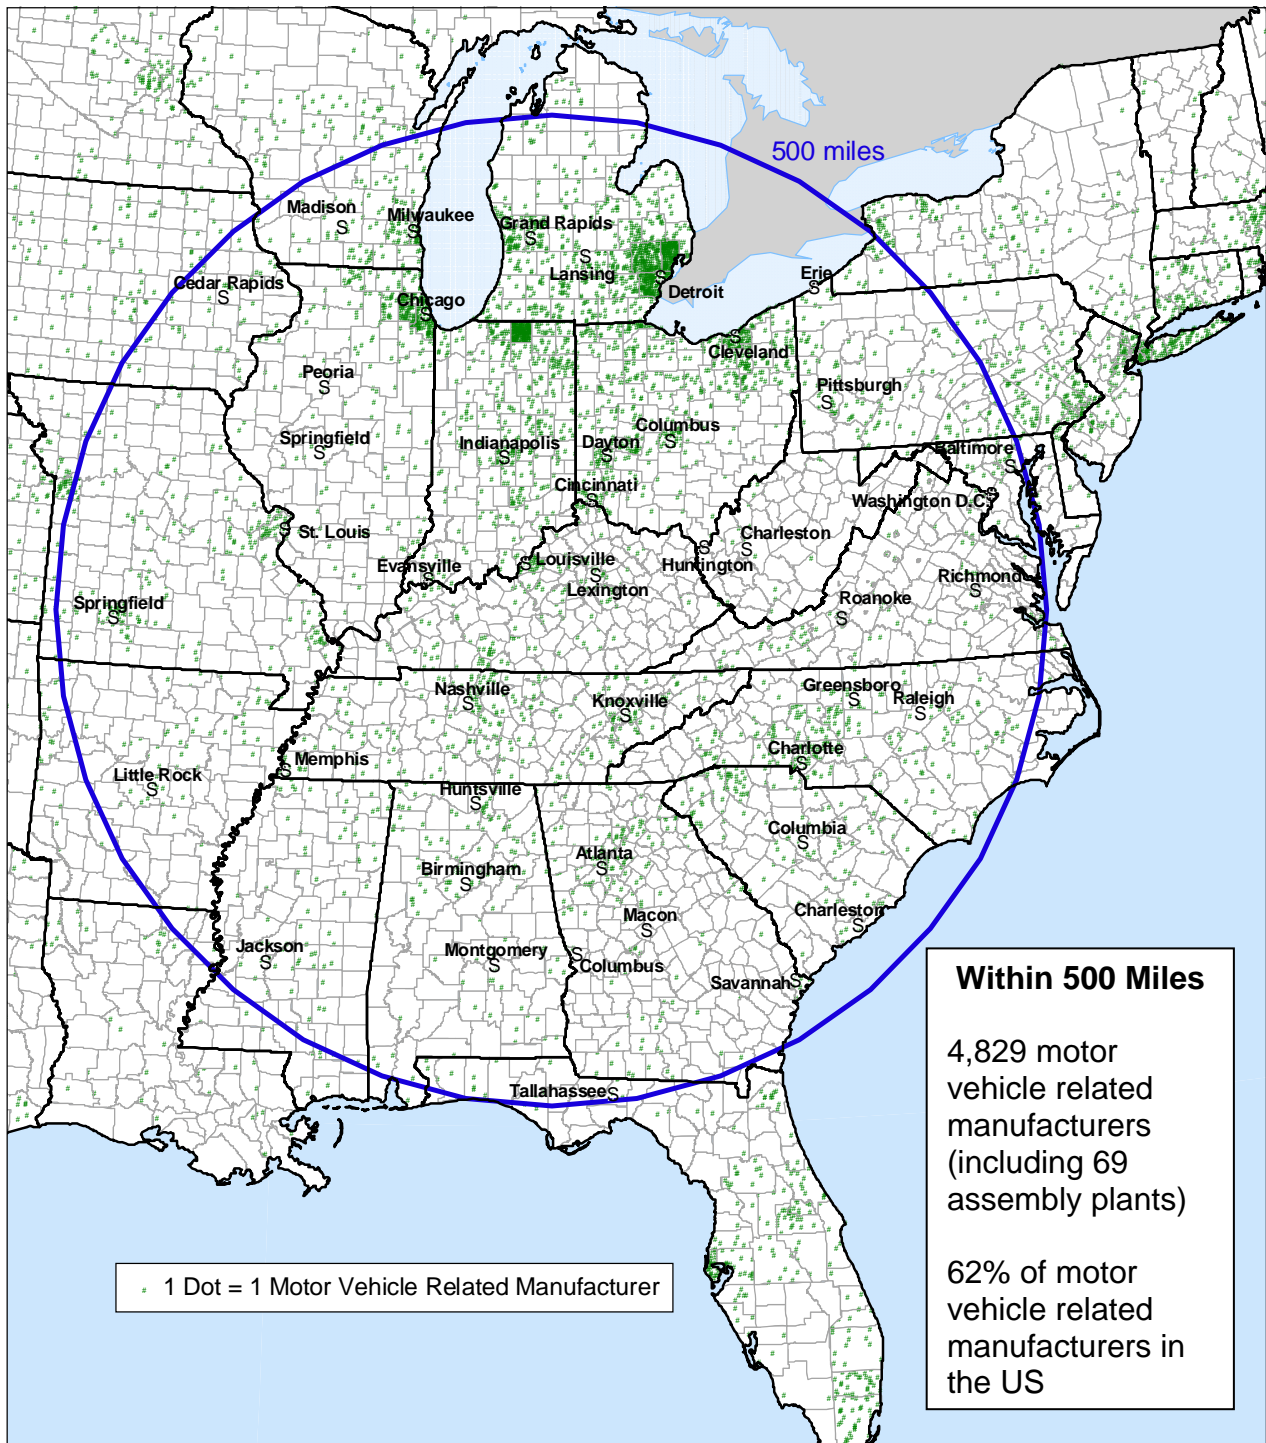 500 miles
Madison
S
Milwaukee
S
Grand Rapids
S
S
Lansing
S
Detroit
Erie
S
Cedar Rapids
S
Chicago
S
S
Cleveland
Peoria
S
Pittsburgh
S
Springfield
S
Indianapolis
S
Dayton
S
Columbus
S
Baltimore
S
Cincinnati
S
Washington D.C.
S
S
St. Louis
Charleston
S
Evansville
S
S
Louisville
S
Lexington
S
Huntington
Richmond
S
Springfield
S
Roanoke
S
Nashville
S
Knoxville
S
Greensboro
S
Raleigh
S
Memphis
S
Charlotte
S
Little Rock
S
Huntsville
S
Columbia
S
Birmingham
S
Atlanta
S
Macon
S
Charleston
S
Jackson
S
Montgomery
S
S
Columbus
Savannah
S
Tallahassee
S
Within 500 Miles
4,829 motor
vehicle related
manufacturers
(including 69
assembly plants)
62% of motor
vehicle related
manufacturers in
the US
1 Dot = 1 Motor Vehicle Related Manufacturer